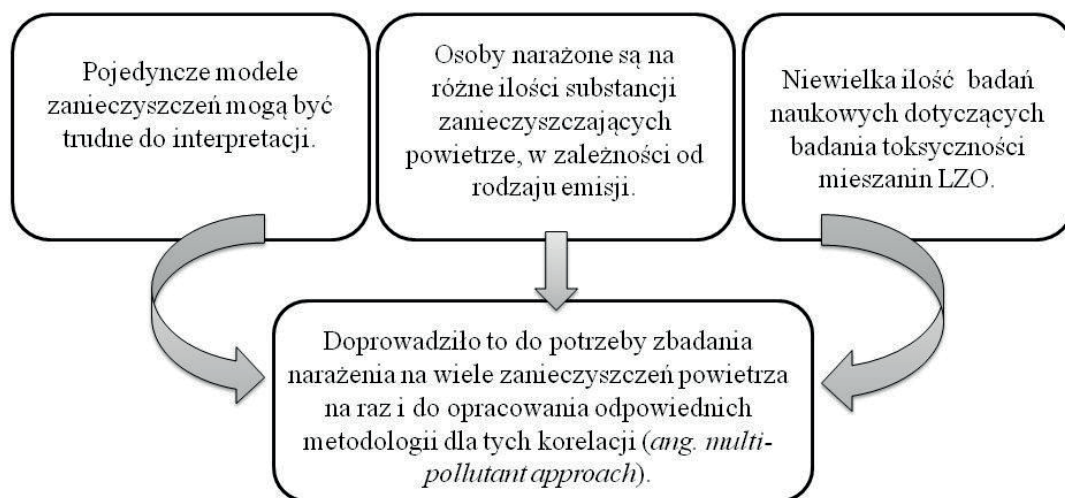 Pojedyncze modele
zanieczyszczeń mogą być
trudne do interpretacji.
Osoby narażone są na
różne ilości substancji
zanieczyszczających
powietrze, w zależności od
rodzaju emisji.
Niewielka ilość badań
naukowych dotyczących
badania toksyczności
mieszanin LZO.
Doprowadziło to do potrzeby zbadania
narażenia na wiele zanieczyszczeń powietrza
na raz i do opracowania odpowiednich
metodologii dla tych korelacji (ang. multi-
pollutant approach).